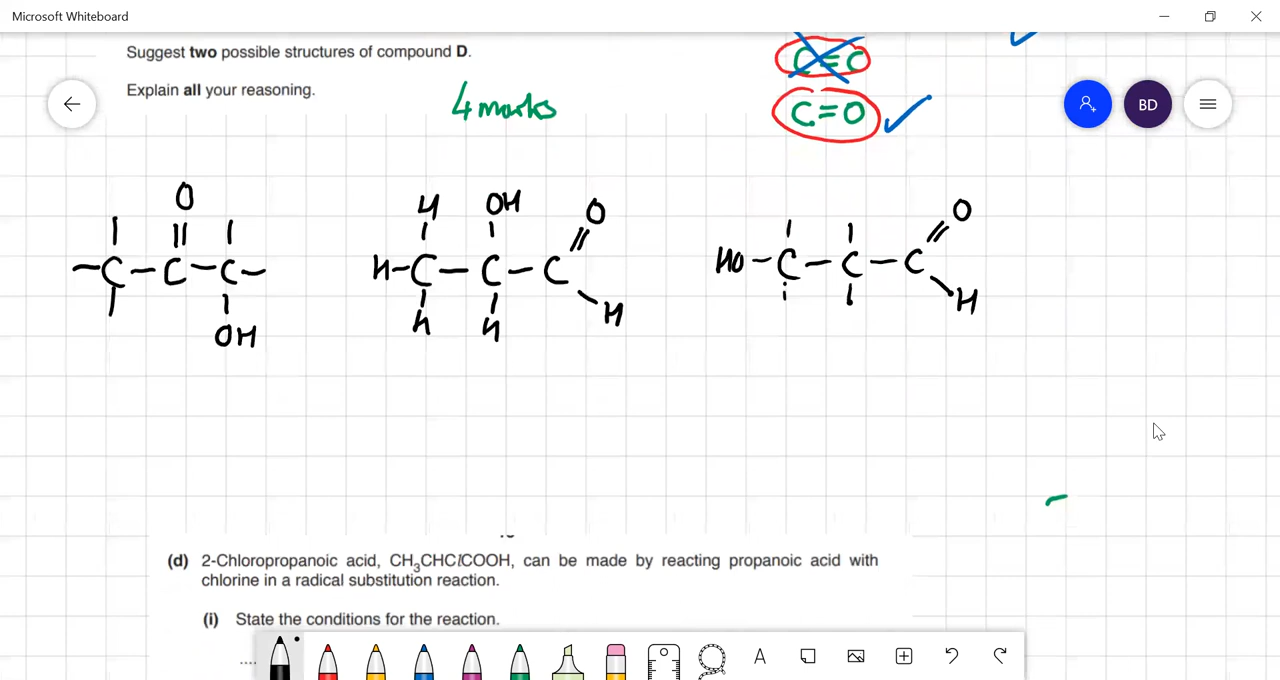 Microsoft Whiteboard
Suggest two possible structures of compound D.
C=C
Explain all your reasoning.
4 marks
C=O
BD
O
C-C-C-
OH
H OH O
H-C-C-C
H H H
O
HO-C-C-C
H
(d) 2-Chloropropanoic acid, CH₃CHClCOOH, can be made by reacting propanoic acid with
chlorine in a radical substitution reaction.
(i) State the conditions for the reaction.
....
A